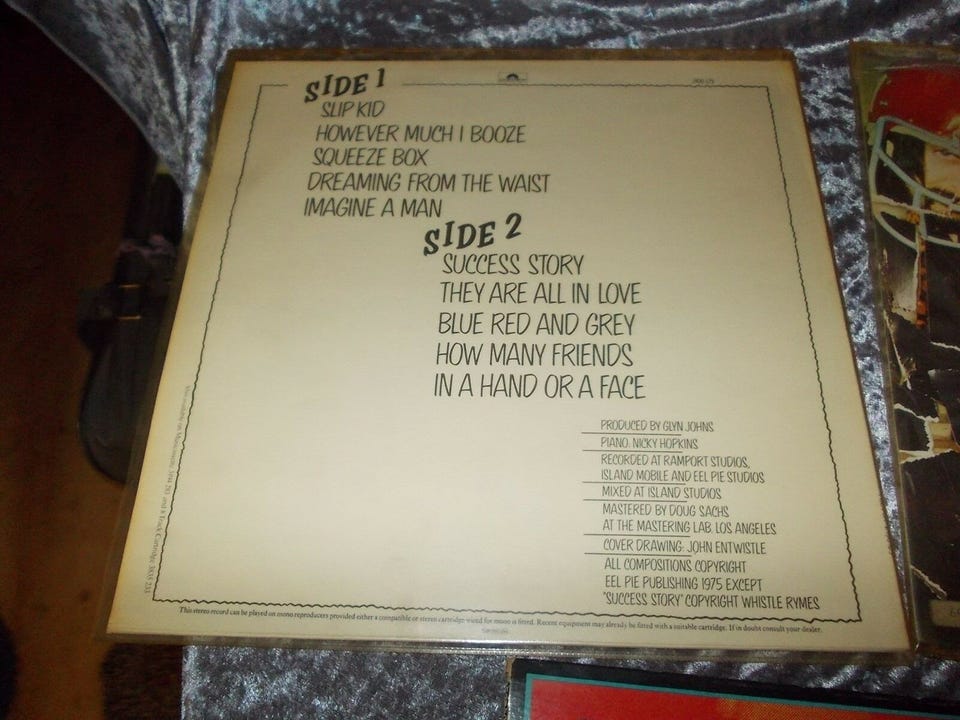 SIDE 1
SLIP KID
HOWEVER MUCH I BOOZE
SQUEEZE BOX
DREAMING FROM THE WAIST
IMAGINE A MAN
SIDE 2
SUCCESS STORY
THEY ARE ALL IN LOVE
BLUE RED AND GREY
HOW MANY FRIENDS
IN A HAND OR A FACE
PRODUCED BY GLYN JOHNS
PIANO: NICKY HOPKINS
RECORDED AT RAMPORT STUDIOS,
ISLAND MOBILE AND EEL PIE STUDIOS
MIXED AT ISLAND STUDIOS
MASTERED BY DOUG SACHS
AT THE MASTERING LAB, LOS ANGELES
COVER DRAWING: JOHN ENTWISTLE
ALL COMPOSITIONS COPYRIGHT
EEL PIE PUBLISHING 1975 EXCEPT
"SUCCESS STORY" COPYRIGHT WHISTLE RYMES
This stereo record can be played on mono reproducers provided either a compatible or stereo cartridge wired for mono is fitted. Recent equipment may already be fitted with a suitable cartridge. If in doubt consult your dealer.